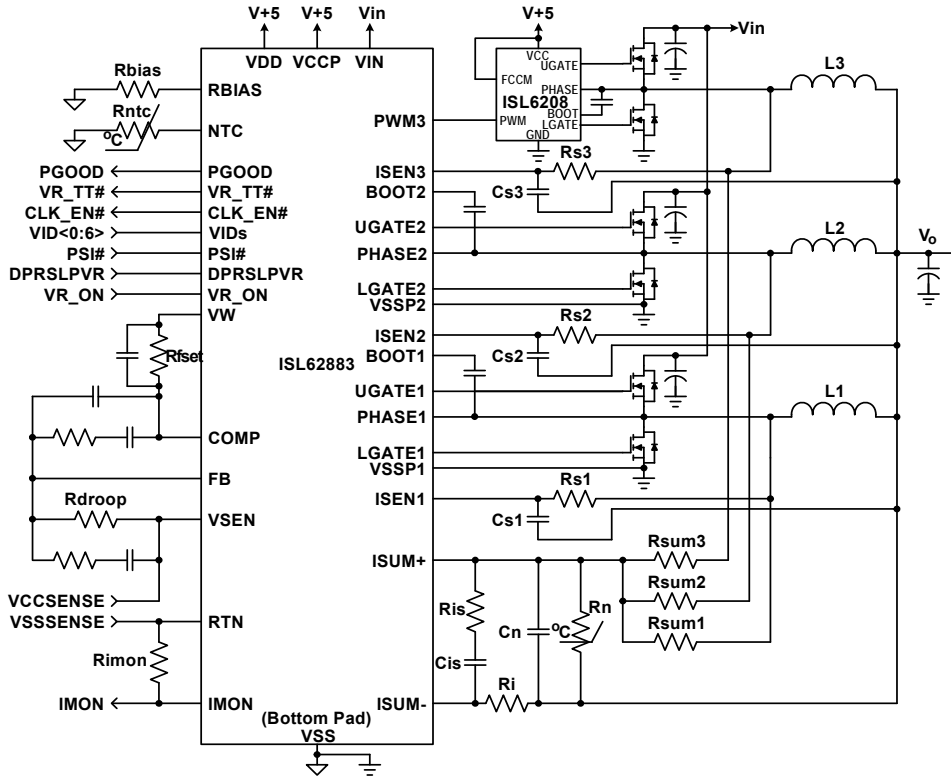 V+5
V+5
Vin
VDD
VCCP
VIN
Rbias
RBIAS
Rntc
°C
NTC
PGOOD
PGOOD
VR_TT#
VR_TT#
CLK_EN#
CLK_EN#
VID<0:6>
VIDs
PSI#
PSI#
DPRSLPVR
DPRSLPVR
VR_ON
VR_ON
VW
Rfset
COMP
FB
Rdroop
VSEN
VCCSENSE
VSSSENSE
RTN
Rimon
IMON
IMON
ISL62883
(Bottom Pad)
VSS
PWM3
ISEN3
BOOT2
UGATE2
PHASE2
LGATE2
VSSP2
ISEN2
BOOT1
UGATE1
PHASE1
LGATE1
VSSP1
ISEN1
ISUM+
ISUM-
V+5
VCC
UGATE
FCCM
PHASE
ISL6208
BOOT
PWM
LGATE
GND
Vin
L3
Rs3
Cs3
L2
Vo
Rs2
Cs2
L1
Rs1
Cs1
Rsum3
Rsum2
Rsum1
Ris
Cn
°C
Rn
Cis
Ri